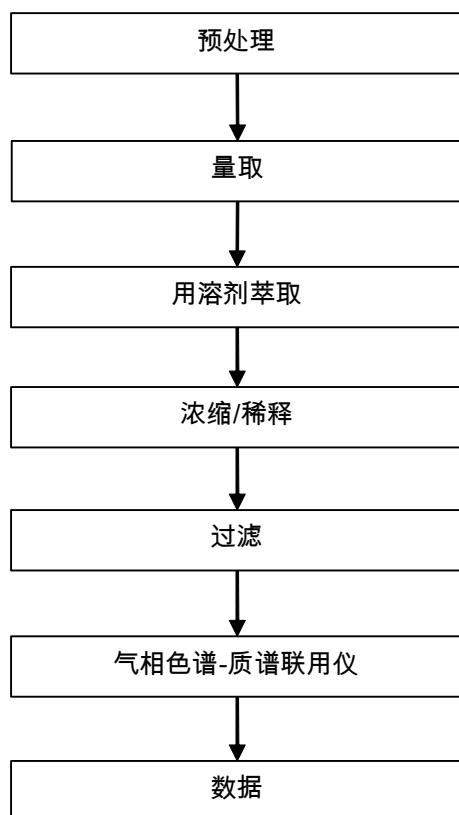 预处理
量取
用溶剂萃取
浓缩/稀释
过滤
气相色谱-质谱联用仪
数据